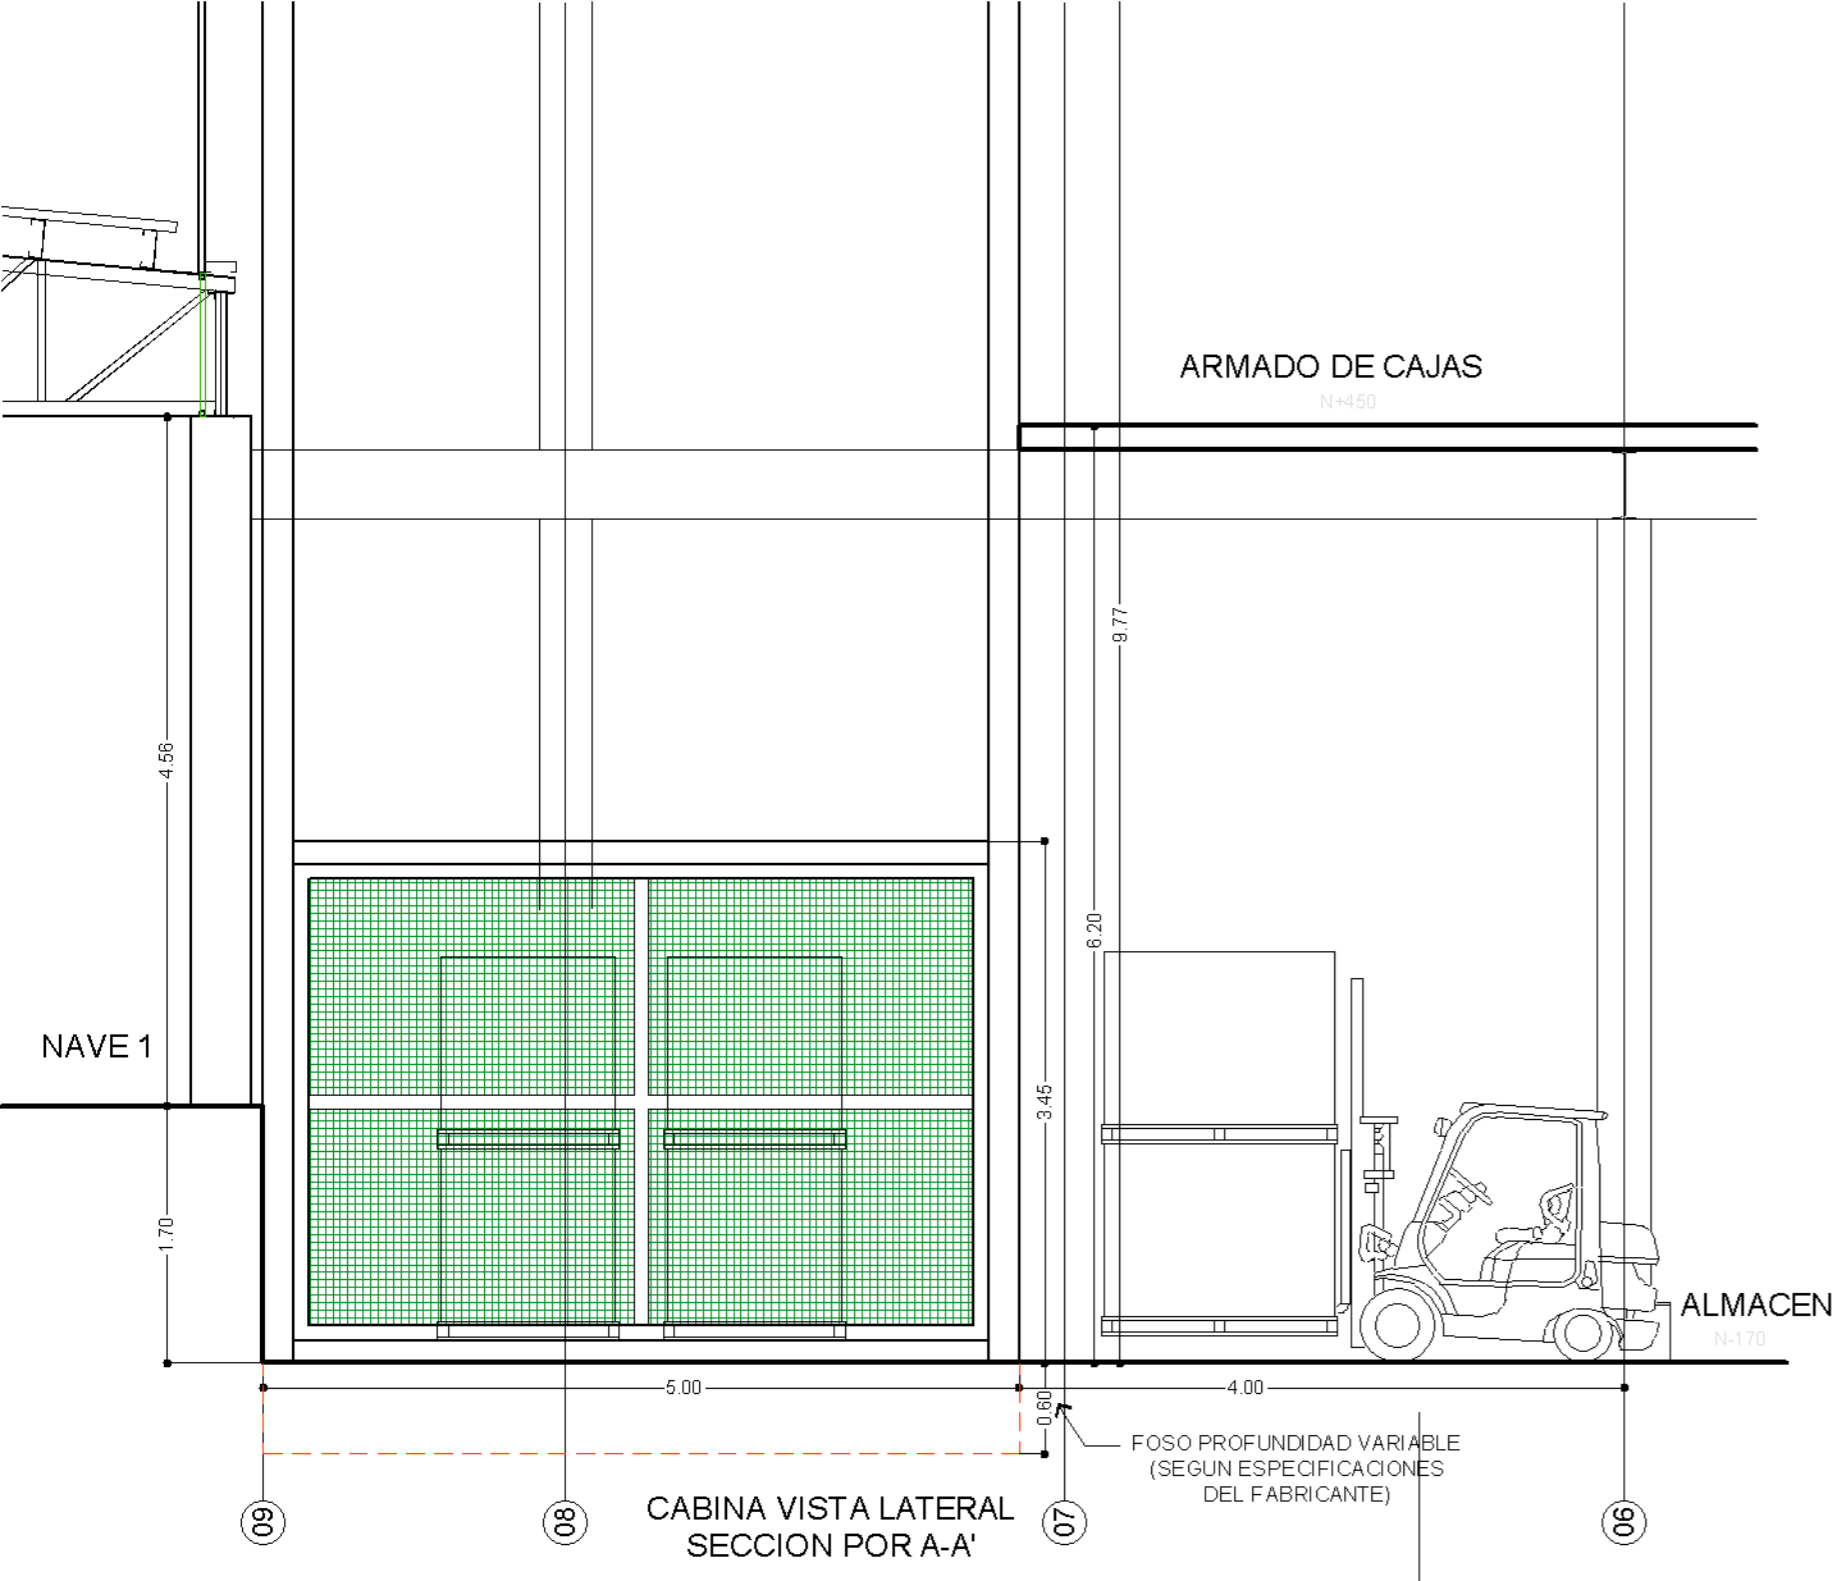 ARMADO DE CAJAS
N+450
9.77
4.56
6.20
NAVE 1
3.45
1.70
ALMACEN
N-170
5.00
4.00
0.60
FOSO PROFUNDIDAD VARIABLE
(SEGUN ESPECIFICACIONES
DEL FABRICANTE)
CABINA VISTA LATERAL
SECCION POR A-A'
09
08
07
06